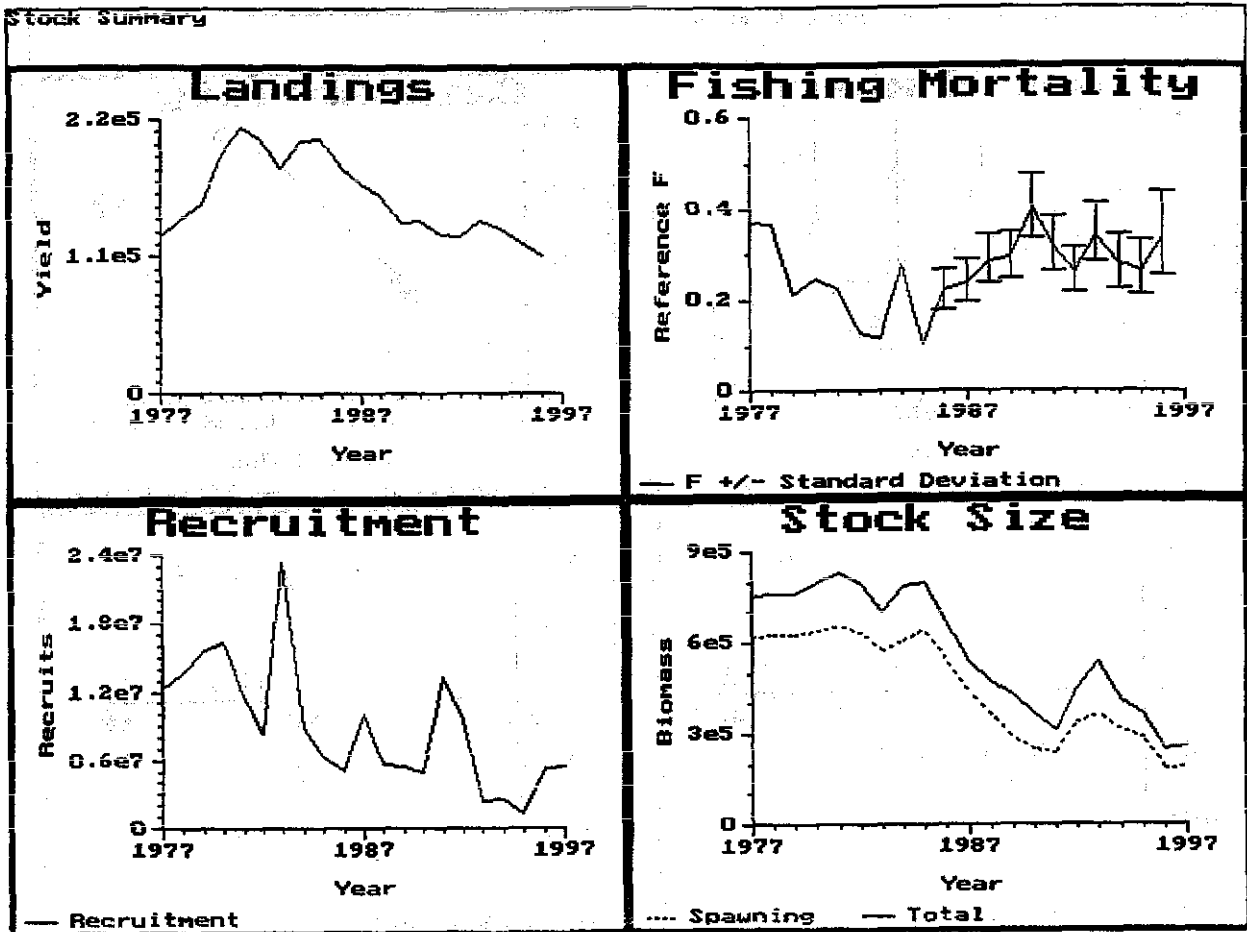 Stock Summary
Landings
2.2e5
1.1e5
0
Yield
1977
1987
1997
Year
Fishing Mortality
0.6
0.4
0.2
0
Reference F
1977
1987
1997
Year
F +/- Standard Deviation
Recruitment
2.4e7
1.8e7
1.2e7
0.6e7
0
Recruits
1977
1987
1997
Year
Recruitment
Stock Size
9e5
6e5
3e5
0
Biomass
1977
1987
1997
Year
Spawning Total